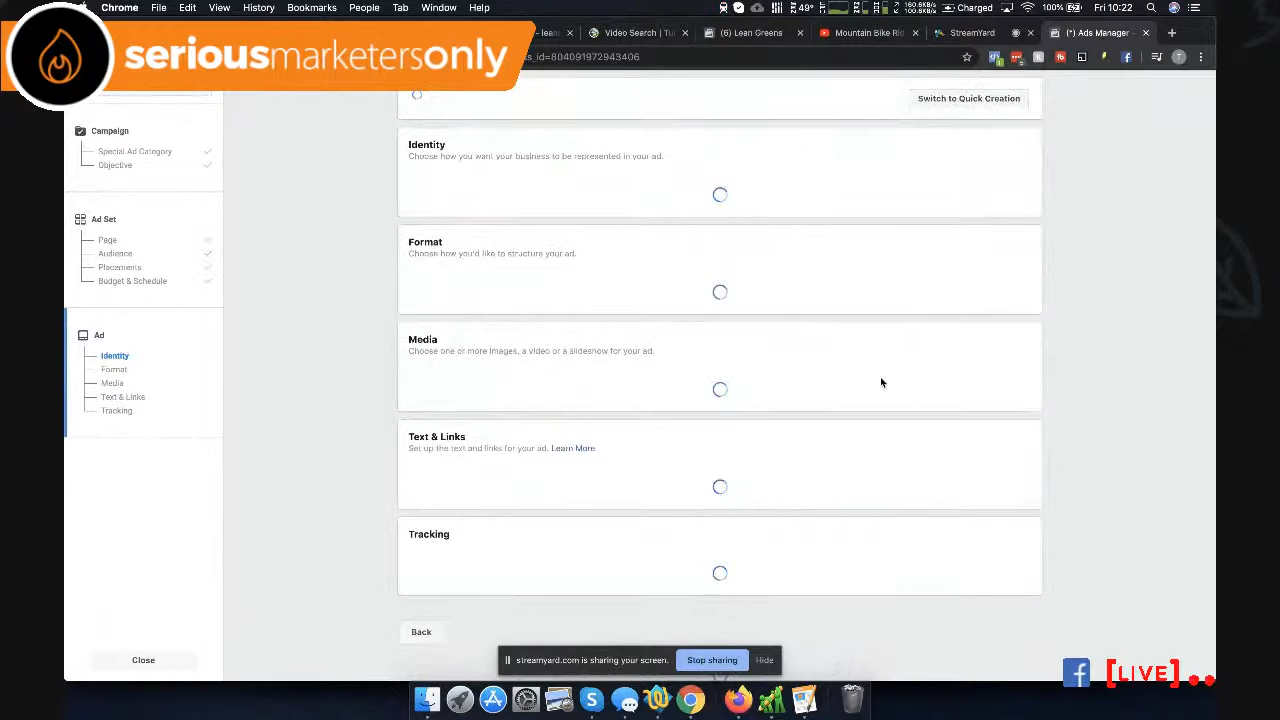 Chrome File Edit View History Bookmarks People Tab Window Help
49%
Charged
100%
Fri 10:22
seriousmarketersonly
Video Search | Tub
(6) Lean Greens
Mountain Bike Rid
StreamYard
(*) Ads Manager -
s_id=804091972943406
Switch to Quick Creation
Campaign
Special Ad Category
Objective
Ad Set
Page
Audience
Placements
Budget & Schedule
Ad
Identity
Format
Media
Text & Links
Tracking
Close
Identity
Choose how you want your business to be represented in your ad.
Format
Choose how you'd like to structure your ad.
Media
Choose one or more images, a video or a slideshow for your ad.
Text & Links
Set up the text and links for your ad. Learn More
Tracking
Back
streamyard.com is sharing your screen. Stop sharing Hide
[LIVE]..